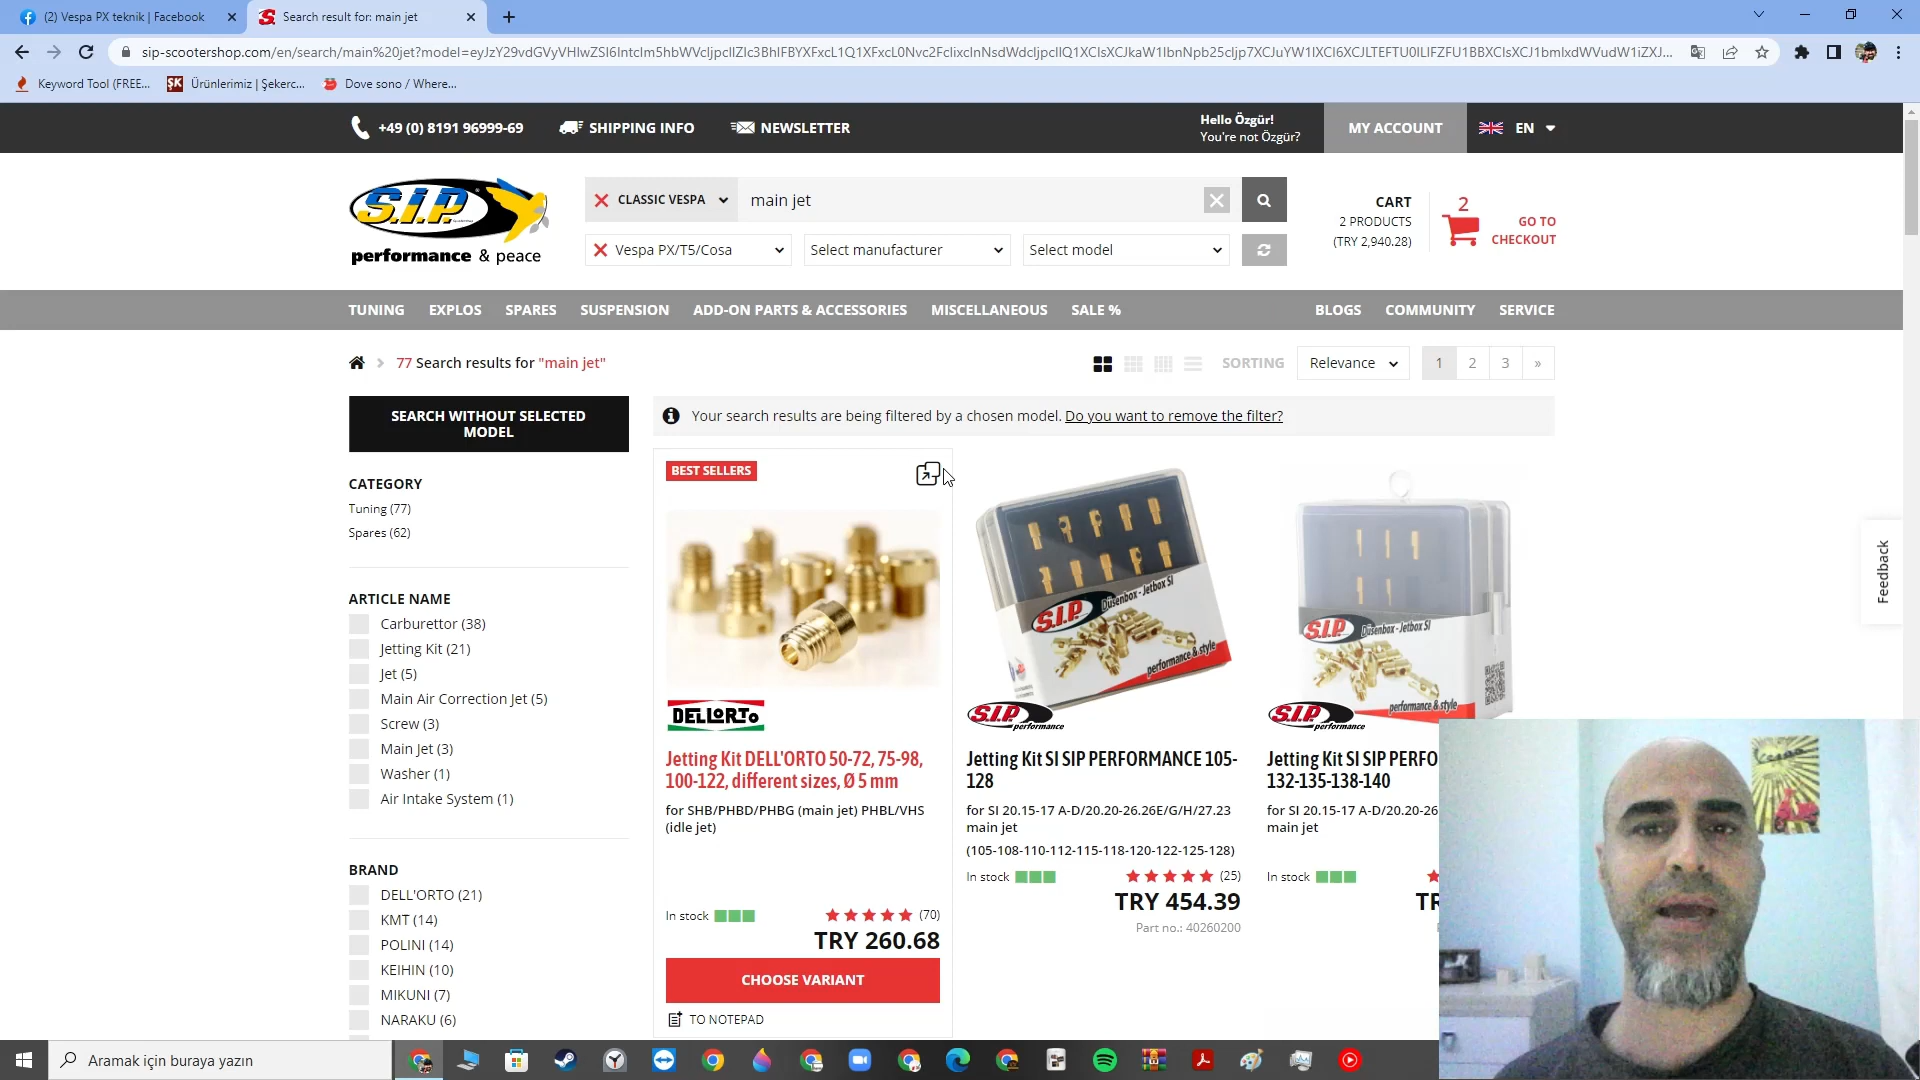 (2) Vespa PX teknik | Facebook
Search result for: main jet
sip-scootershop.com/en/search/main%20jet?model=
Keyword Tool (FREE...
Ürünlerimiz | Şekerc...
Dove sono / Where...
+49 (0) 8191 96999-69
SHIPPING INFO
NEWSLETTER
Hello Özgür!
You're not Özgür?
MY ACCOUNT
EN
S.I.P
performance & peace
CLASSIC VESPA
main jet
Vespa PX/T5/Cosa
Select manufacturer
Select model
CART
2 PRODUCTS
(TRY 2,940.28)
2
GO TO
CHECKOUT
TUNING
EXPLOS
SPARES
SUSPENSION
ADD-ON PARTS & ACCESSORIES
MISCELLANEOUS
SALE %
BLOGS
COMMUNITY
SERVICE
77 Search results for "main jet"
SORTING
Relevance
1
2
3
»
SEARCH WITHOUT SELECTED
MODEL
Your search results are being filtered by a chosen model. Do you want to remove the filter?
CATEGORY
Tuning (77)
Spares (62)
ARTICLE NAME
Carburettor (38)
Jetting Kit (21)
Jet (5)
Main Air Correction Jet (5)
Screw (3)
Main Jet (3)
Washer (1)
Air Intake System (1)
BRAND
DELL'ORTO (21)
KMT (14)
POLINI (14)
KEIHIN (10)
MIKUNI (7)
NARAKU (6)
BEST SELLERS
DELLORTO
Jetting Kit DELL'ORTO 50-72, 75-98,
100-122, different sizes, Ø 5 mm
for SHB/PHBD/PHBG (main jet) PHBL/VHS
(idle jet)
In stock
(70)
TRY 260.68
CHOOSE VARIANT
TO NOTEPAD
S.I.P.
Düsenbox - Jetbox SI
performance & style
S.I.P.
performance
Jetting Kit SI SIP PERFORMANCE 105-
128
for SI 20.15-17 A-D/20.20-26.26E/G/H/27.23
main jet
(105-108-110-112-115-118-120-122-125-128)
In stock
(25)
TRY 454.39
Part no.: 40260200
S.I.P.
Düsenbox - Jetbox SI
performance & style
S.I.P.
performance
Jetting Kit SI SIP PERFO
132-135-138-140
for SI 20.15-17 A-D/20.20-26
main jet
In stock
TR
Feedback
Aramak için buraya yazın